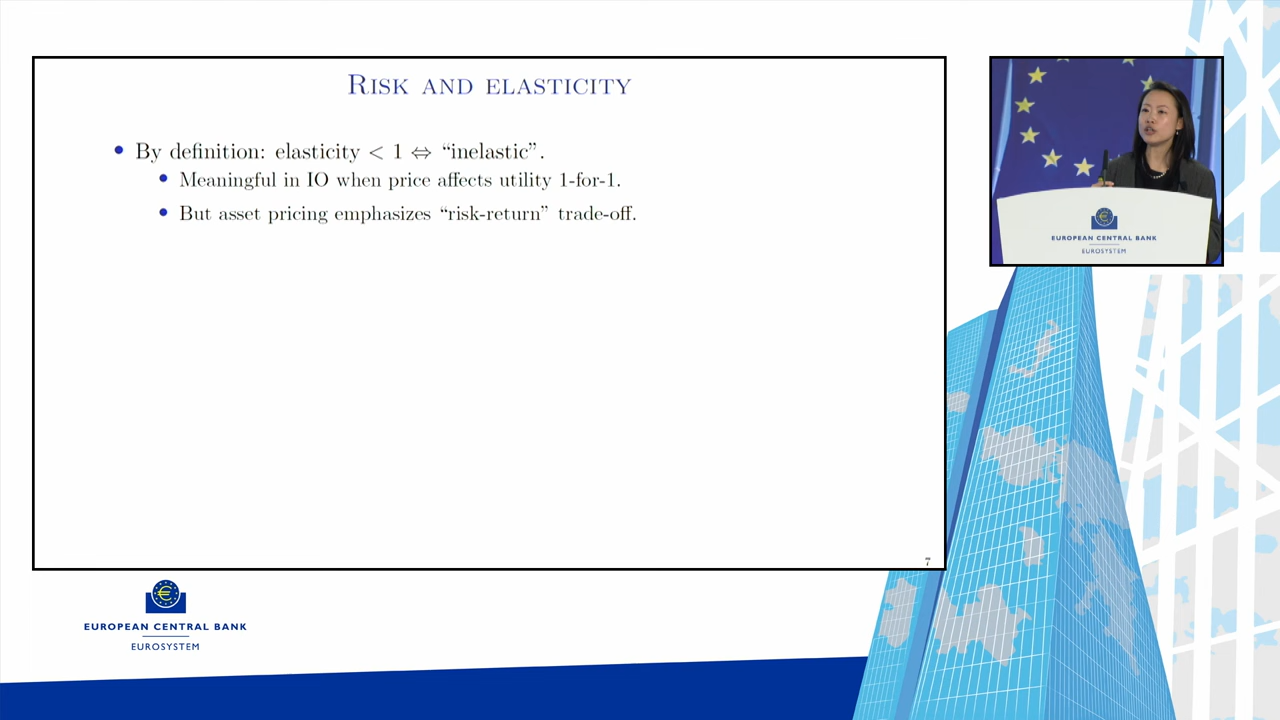 RISK AND ELASTICITY
• By definition: elasticity < 1 ⇔ “inelastic”.
• Meaningful in IO when price affects utility 1-for-1.
• But asset pricing emphasizes “risk-return” trade-off.
7
EUROPEAN CENTRAL BANK
EUROSYSTEM
EUROPEAN CENTRAL BANK
EUROSYSTEM